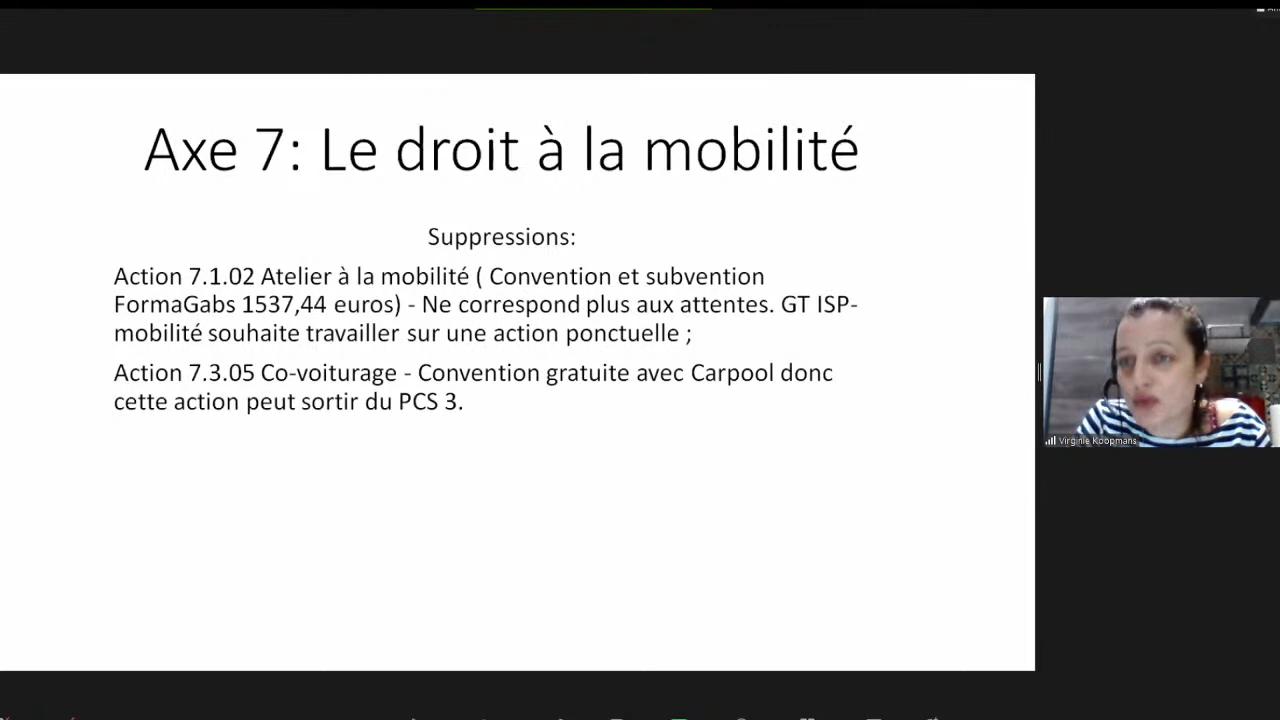 Axe 7: Le droit à la mobilité
Suppressions:
Action 7.1.02 Atelier à la mobilité ( Convention et subvention
FormaGabs 1537,44 euros) - Ne correspond plus aux attentes. GT ISP-
mobilité souhaite travailler sur une action ponctuelle ;
Action 7.3.05 Co-voiturage - Convention gratuite avec Carpool donc
cette action peut sortir du PCS 3.
Virginie Koopmans